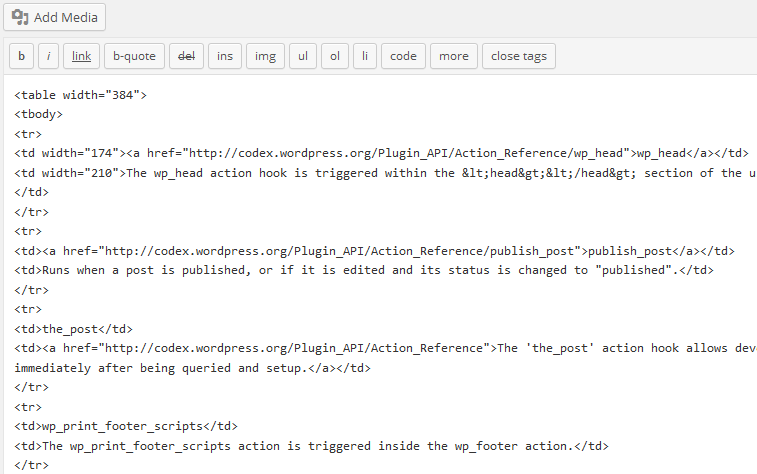 Add Media
b i link b-quote del ins img ul ol li code more close tags
<table width="384">
<tbody>
<tr>
<td width="174"><a href="http://codex.wordpress.org/Plugin_API/Action_Reference/wp_head">wp_head</a></td>
<td width="210">The wp_head action hook is triggered within the &lt;head&gt;&lt;/head&gt; section of the u
</td>
</tr>
<tr>
<td><a href="http://codex.wordpress.org/Plugin_API/Action_Reference/publish_post">publish_post</a></td>
<td>Runs when a post is published, or if it is edited and its status is changed to "published".</td>
</tr>
<tr>
<td>the_post</td>
<td><a href="http://codex.wordpress.org/Plugin_API/Action_Reference">The 'the_post' action hook allows dev
immediately after being queried and setup.</a></td>
</tr>
<tr>
<td>wp_print_footer_scripts</td>
<td>The wp_print_footer_scripts action is triggered inside the wp_footer action.</td>
</tr>